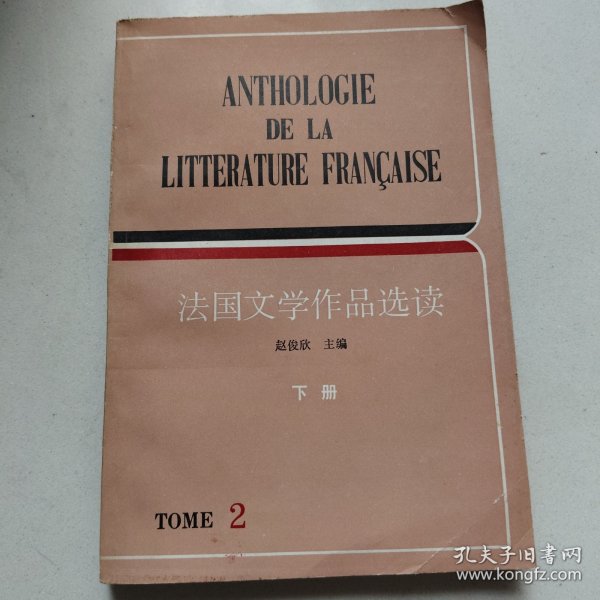 ANTHOLOGIE
DE LA
LITTERATURE FRANÇAISE
法国文学作品选读
赵俊欣 主编
下册
TOME 2
孔夫子旧书网
www.kongfz.com